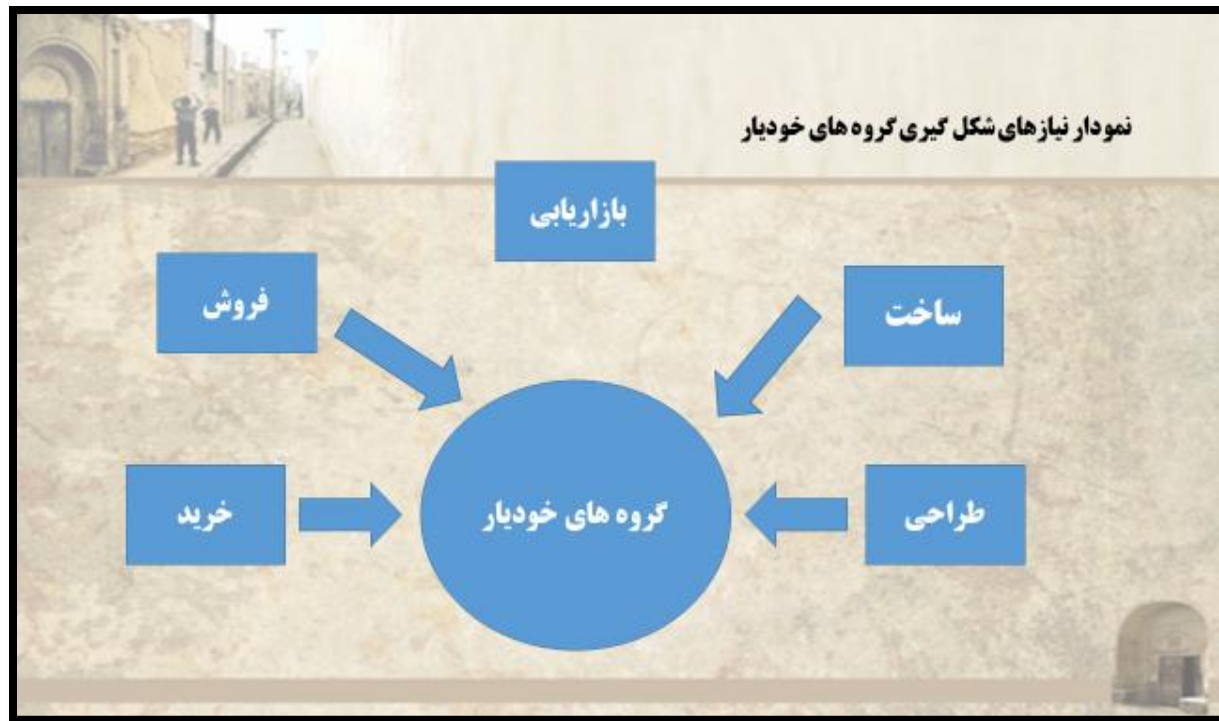 نمودار نیازهای شکل گیری گروه های خودیار
بازاریابی
ساخت
فروش
طراحی
گروه های خودیار
خرید